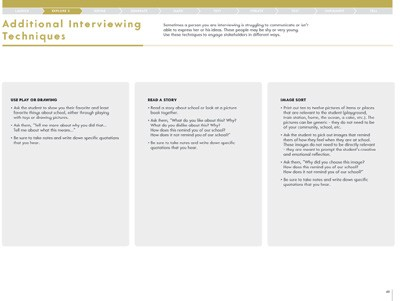 Additional Interviewing
Techniques
Sometimes a person you are interviewing is struggling to communicate or isn't
able to express her or his ideas. These people may be shy or very young.
Use these techniques to engage stakeholders in different ways.
USE PLAY OR DRAWING
• Ask the student to show you their favorite and least
favorite things about school, either through playing
with toys or drawing pictures.
• Ask them, "Tell me more about why you did that...
Tell me about what this means..."
• Be sure to take notes and write down specific quotations
that you hear.
READ A STORY
• Read a story about school or look at a picture
book together.
• Ask them, "What do you like about this? Why?
What do you dislike about this? Why?
How does this remind you of our school?
How does it not remind you of our school?"
• Be sure to take notes and write down specific
quotations that you hear.
IMAGE SORT
• Print out ten to twelve pictures of items or places
that are relevant to the student (playground,
train station, home, the ocean, a cake, etc.). The
pictures can be generic – they do not need to be
of your community, school, etc.
• Ask the student to pick out images that remind
them of how they feel when they are at school.
These images do not need to be directly relevant
– they are meant to prompt the student's creative
and emotional reflection.
• Ask them, "Why did you choose this image?
How does this remind you of our school?
How does it not remind you of our school?"
• Be sure to take notes and write down specific
quotations that you hear.